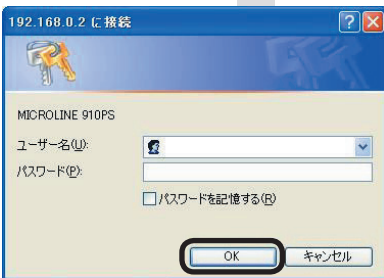 192.168.0.2 に接続
MICROLINE 910PS
ユーザー名(U):
パスワード(P):
パスワードを記憶する(R)
OK
キャンセル